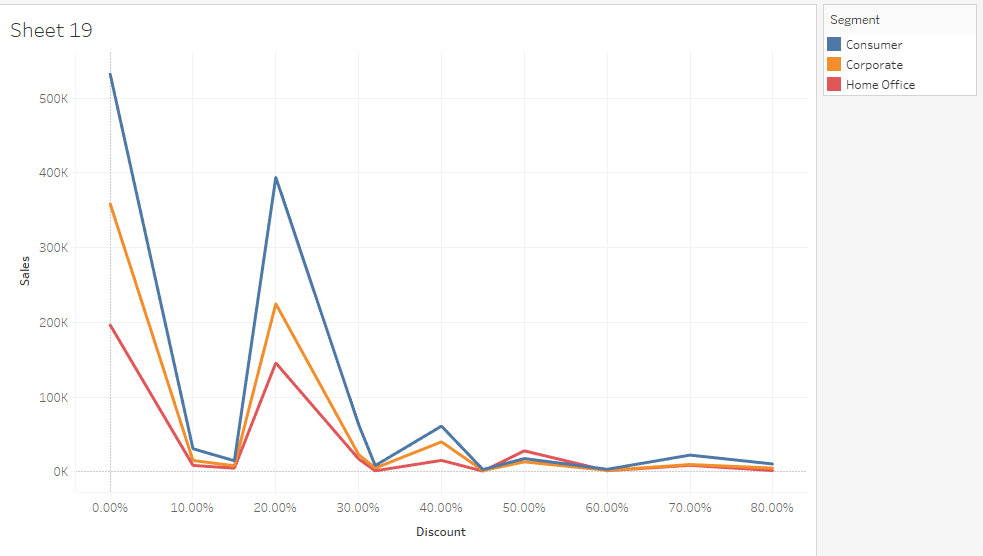 Sheet 19
Segment
Consumer
Corporate
Home Office
500K
400K
300K
200K
100K
0K
Sales
0.00% 10.00% 20.00% 30.00% 40.00% 50.00% 60.00% 70.00% 80.00%
Discount